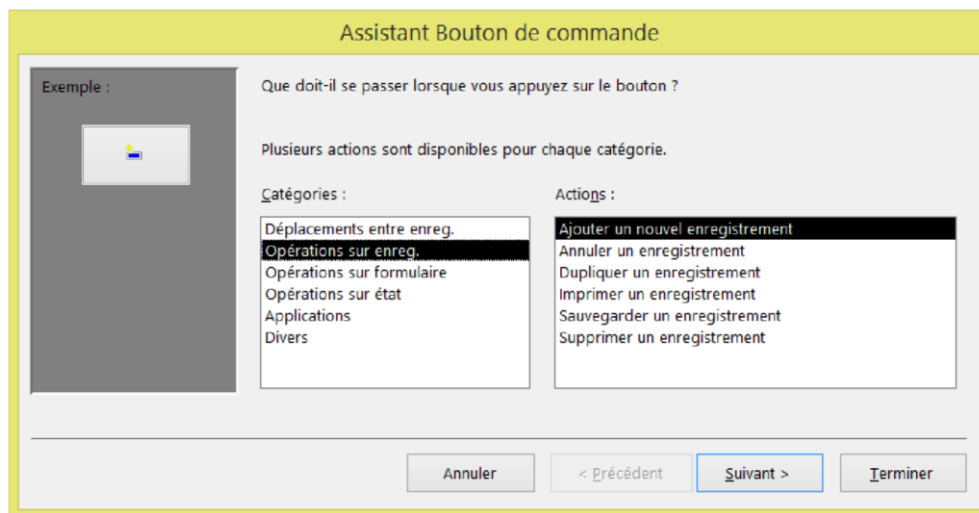 Assistant Bouton de commande
Exemple :
Que doit-il se passer lorsque vous appuyez sur le bouton ?
Plusieurs actions sont disponibles pour chaque catégorie.
Catégories :
Déplacements entre enreg.
Opérations sur enreg.
Opérations sur formulaire
Opérations sur état
Applications
Divers
Actions :
Ajouter un nouvel enregistrement
Annuler un enregistrement
Dupliquer un enregistrement
Imprimer un enregistrement
Sauvegarder un enregistrement
Supprimer un enregistrement
Annuler
< Précédent
Suivant >
Terminer